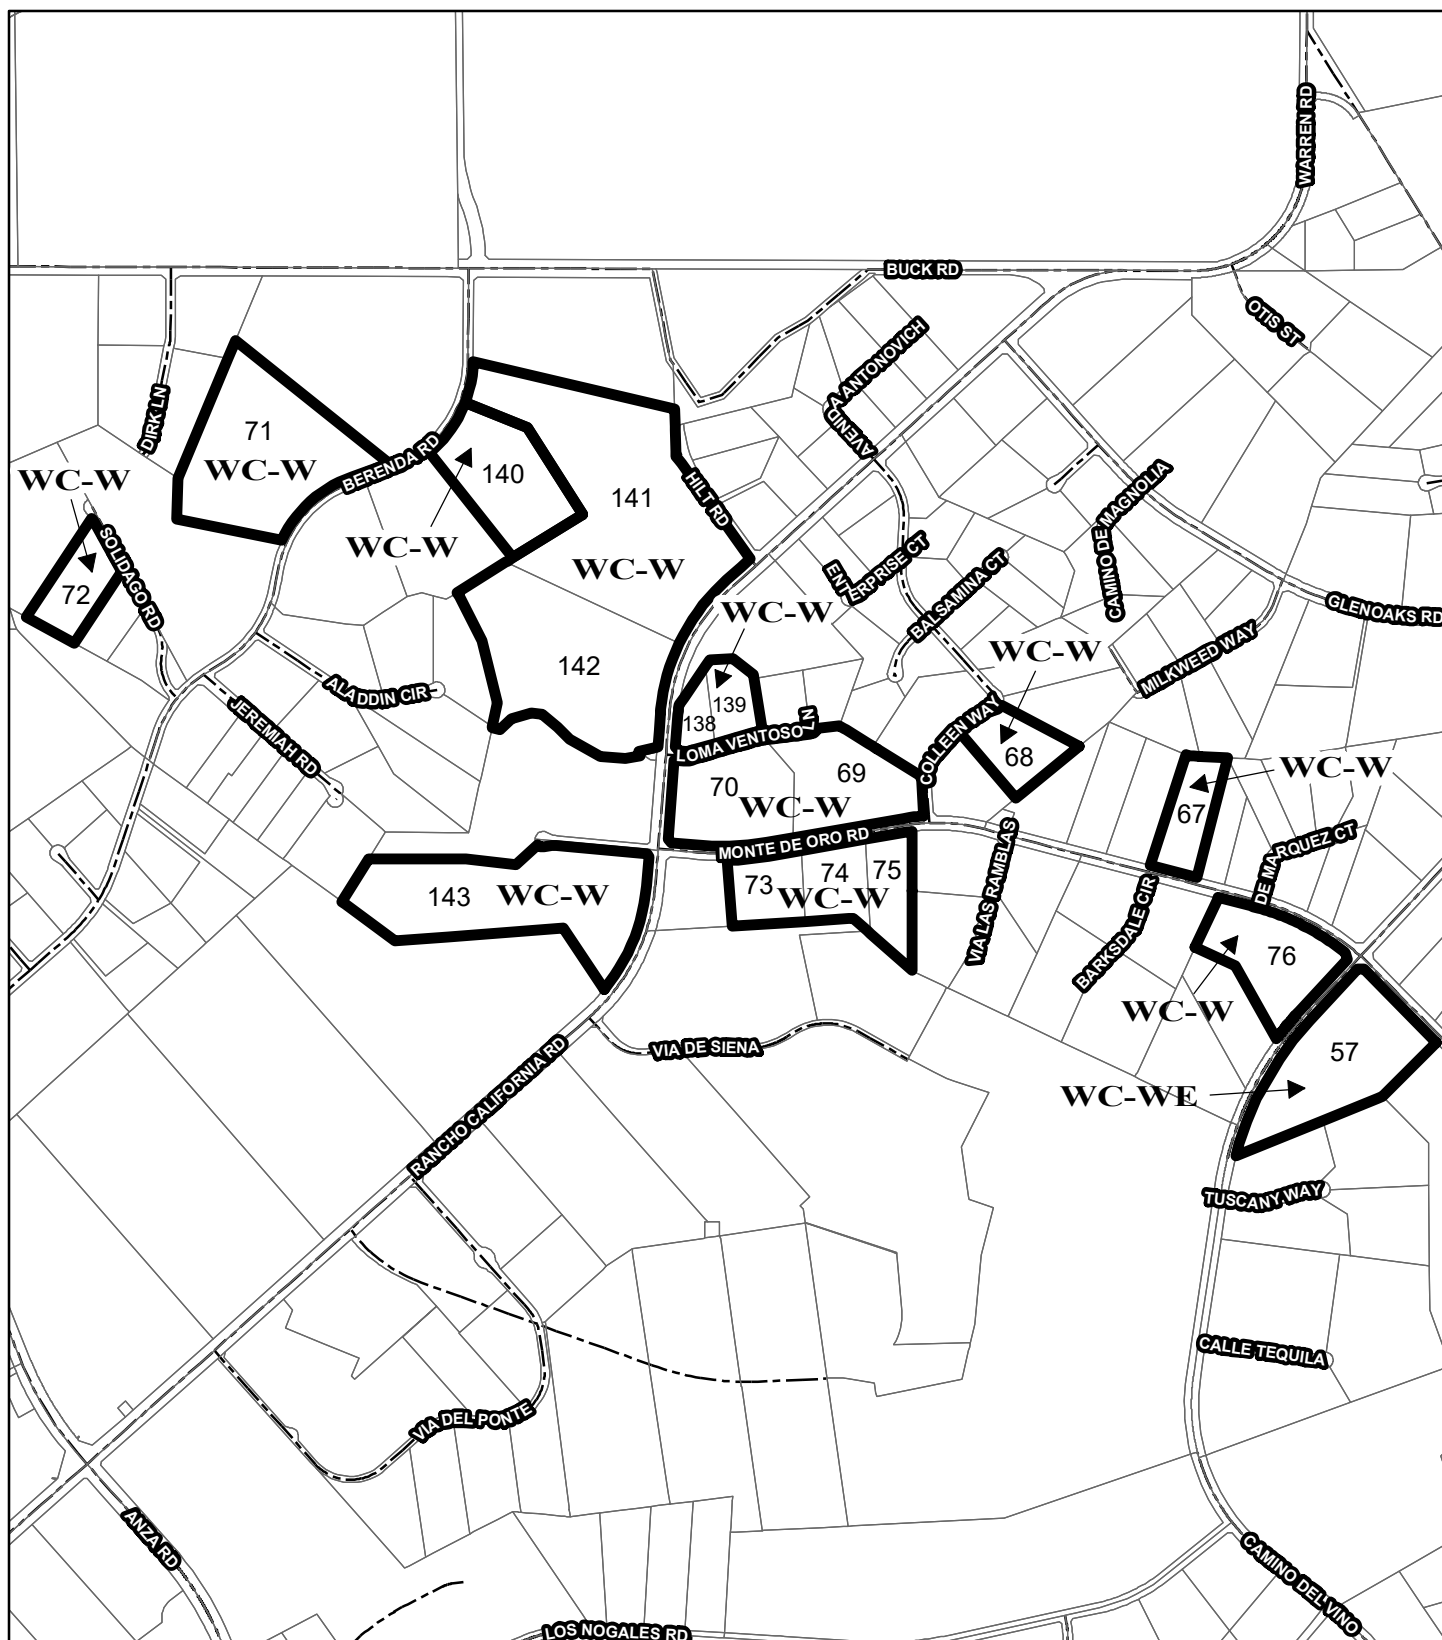 WARREN RD
BUCK RD
OTIS ST
AVENIDA ANTONOVICH
DIRK LN
71
WC-W
BERENDA RD
140
WC-W
141
WC-W
HILT RD
WC-W
72
SOLIDAGO RD
CAMINO DE MAGNOLIA
ENTERPRISE CT
BALSAMINA CT
GLENOAKS RD
MILKWEED WAY
WC-W
139
138
LOMA VENTOSO LN
142
ALADDIN CIR
JEREMIAH RD
WC-W
68
COLLEEN WAY
70
69
WC-W
WC-W
67
MONTE DE ORO RD
DE MARQUEZ CT
143
WC-W
73
74
75
WC-W
VIA LAS RAMBLAS
BARKSDALE CIR
76
WC-W
57
WC-WE
VIA DE SIENA
RANCHO CALIFORNIA RD
TUSCANY WAY
CALLE TEQUILA
VIA DEL PONTE
ANZA RD
CAMINO DEL VINO
LOS NOGALES RD